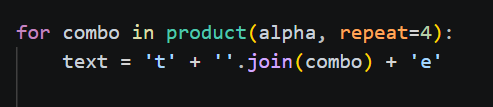 for combo in product(alpha, repeat=4):
    text = 't' + ''.join(combo) + 'e'